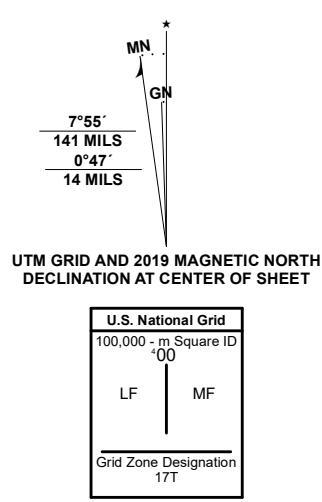 MN
GN
7°55´
141 MILS
0°47´
14 MILS
UTM GRID AND 2019 MAGNETIC NORTH
DECLINATION AT CENTER OF SHEET
U.S. National Grid
100,000 - m Square ID
⁴00
LF MF
Grid Zone Designation
17T